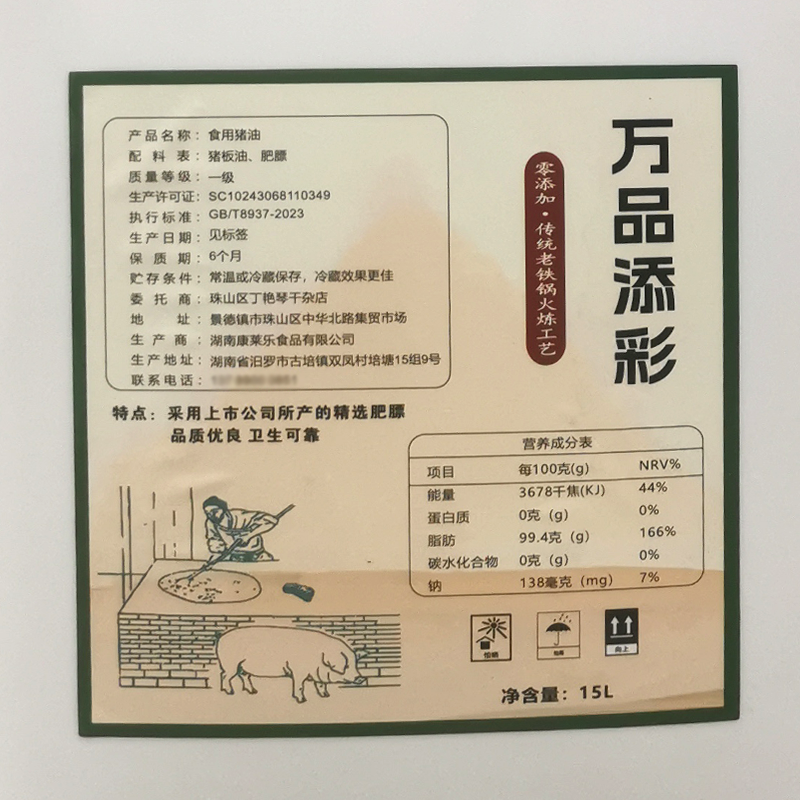 产品名称：食用猪油
配料表：猪板油、肥膘
质量等级：一级
生产许可证：SC10243068110349
执行标准：GB/T8937-2023
生产日期：见标签
保质期：6个月
贮存条件：常温或冷藏保存，冷藏效果更佳
委托商：珠山区丁艳琴干杂店
地址：景德镇市珠山区中华北路集贸市场
生产商：湖南康莱乐食品有限公司
生产地址：湖南省汨罗市古培镇双凤村培塘15组9号
联系电话：
特点：采用上市公司所产的精选肥膘
品质优良 卫生可靠
万品添彩
零添加·传统老铁锅火炼工艺
营养成分表
项目 每100克(g) NRV%
能量 3678千焦(KJ) 44%
蛋白质 0克（g） 0%
脂肪 99.4克（g） 166%
碳水化合物 0克（g） 0%
钠 138毫克（mg） 7%
向上
净含量：15L